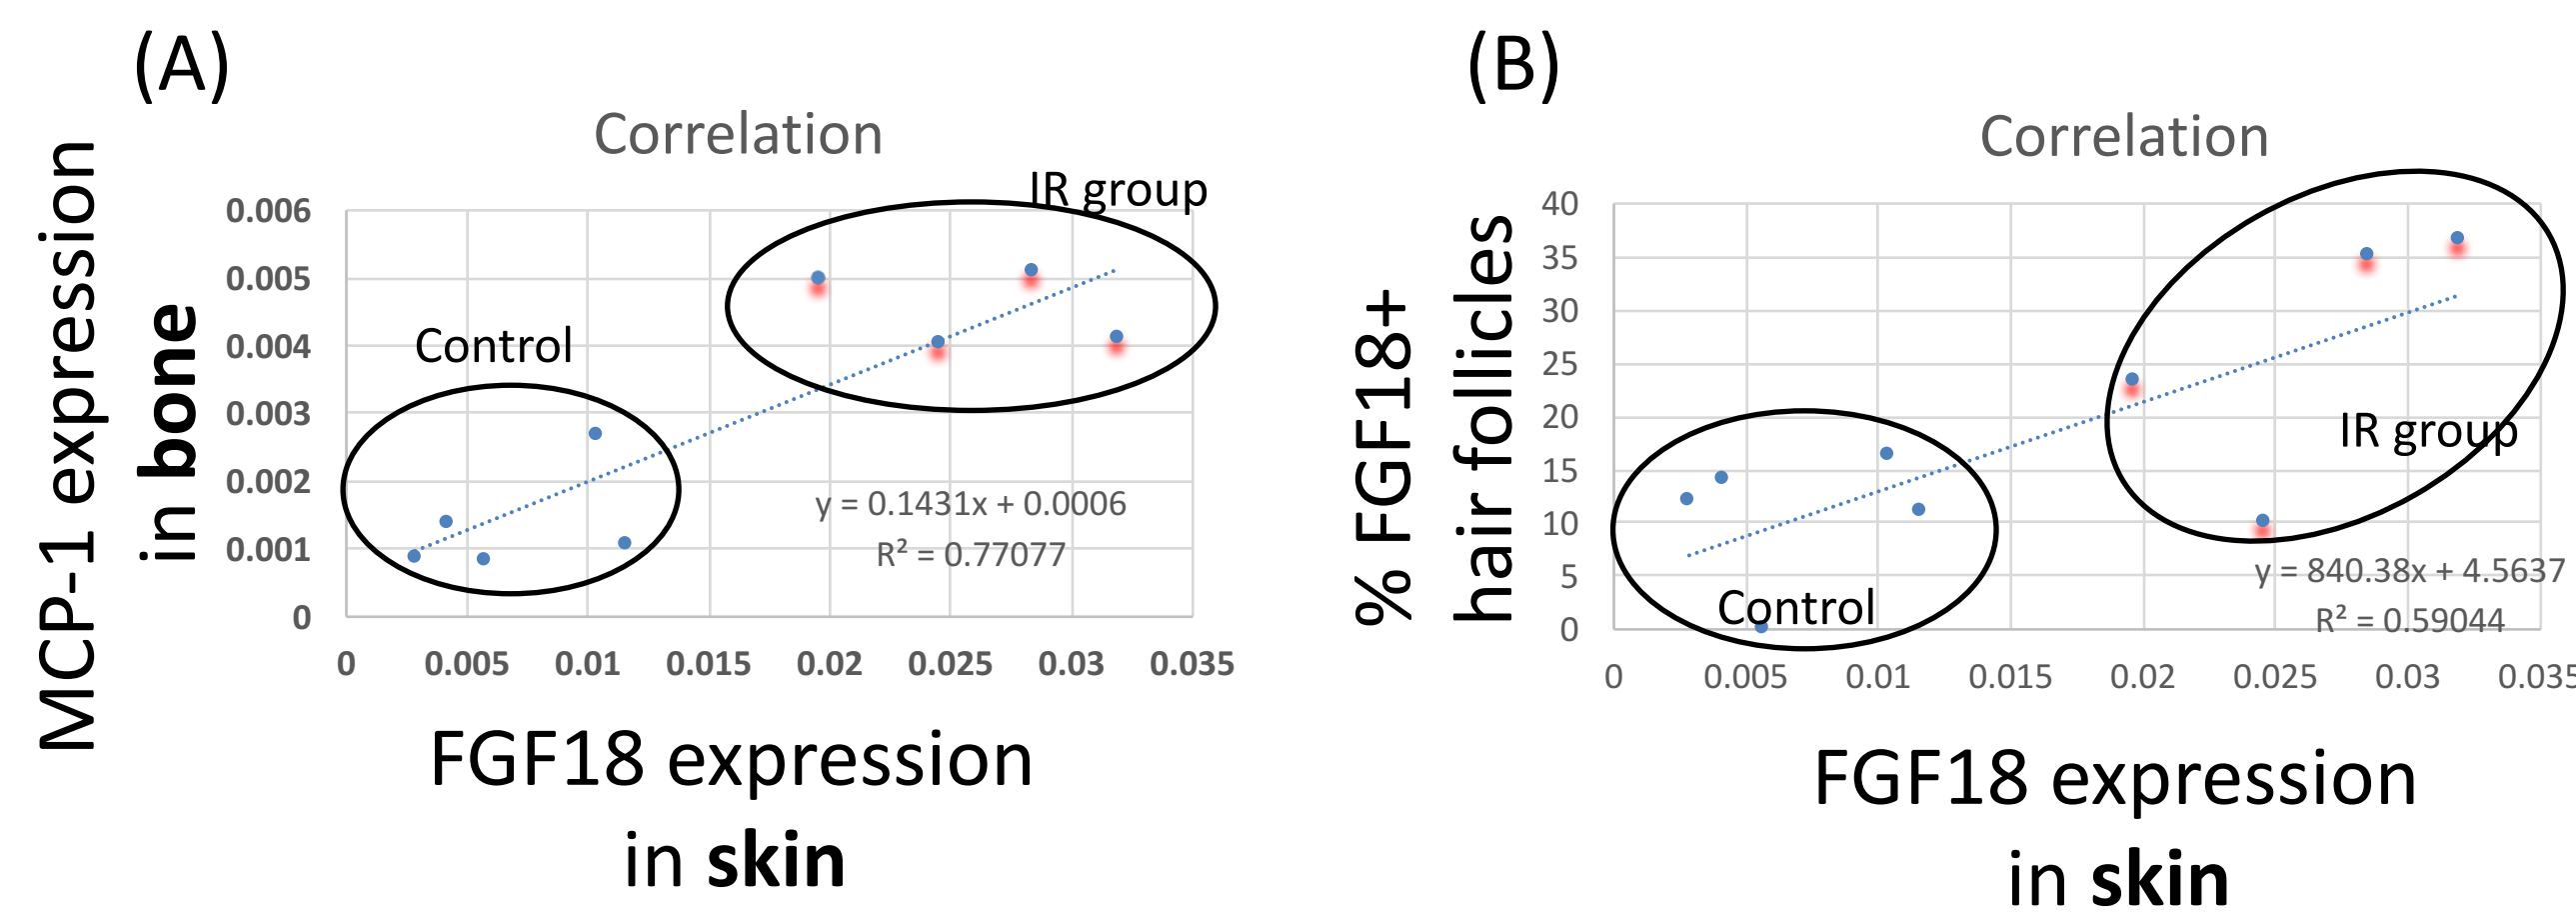 (A)
Correlation
MCP-1 expression
in bone
IR group
Control
0.006
0.005
0.004
0.003
0.002
0.001
0
y = 0.1431x + 0.0006
R² = 0.77077
0 0.005 0.01 0.015 0.02 0.025 0.03 0.035
FGF18 expression
in skin
(B)
Correlation
% FGF18+
hair follicles
40
35
30
25
20
15
10
5
0
IR group
Control
y = 840.38x + 4.5637
R² = 0.59044
0 0.005 0.01 0.015 0.02 0.025 0.03 0.035
FGF18 expression
in skin